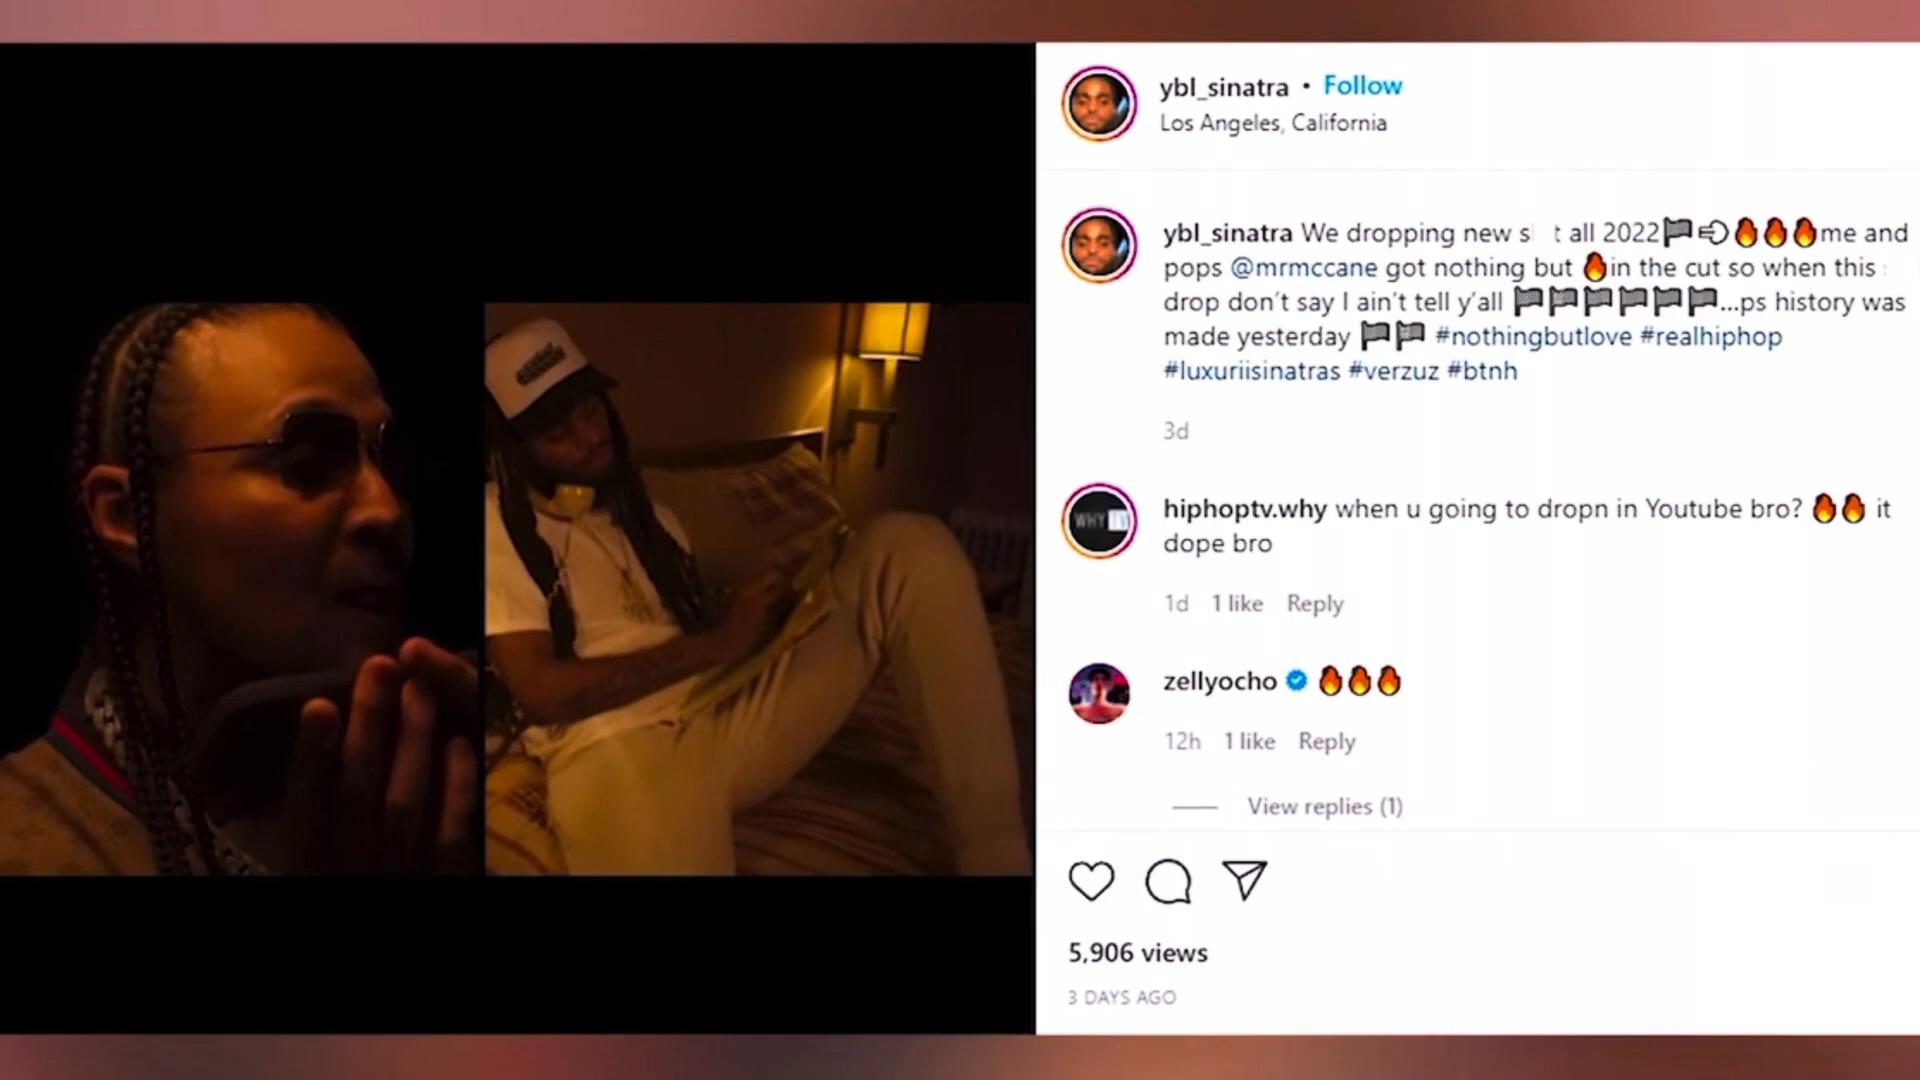 ybl_sinatra • Follow
Los Angeles, California
ybl_sinatra We dropping new s t all 2022🏴💨🔥🔥🔥me and
pops @mrmccane got nothing but 🔥in the cut so when this
drop don't say I ain't tell y'all 🏴🏴🏴🏴🏴🏴...ps history was
made yesterday 🏴🏴 #nothingbutlove #realhiphop
#luxuriisinatras #verzuz #btnh
3d
WHY TV
hiphoptv.why when u going to dropn in Youtube bro? 🔥🔥 it
dope bro
1d 1 like Reply
zellyocho 🔥🔥🔥
12h 1 like Reply
View replies (1)
5,906 views
3 DAYS AGO